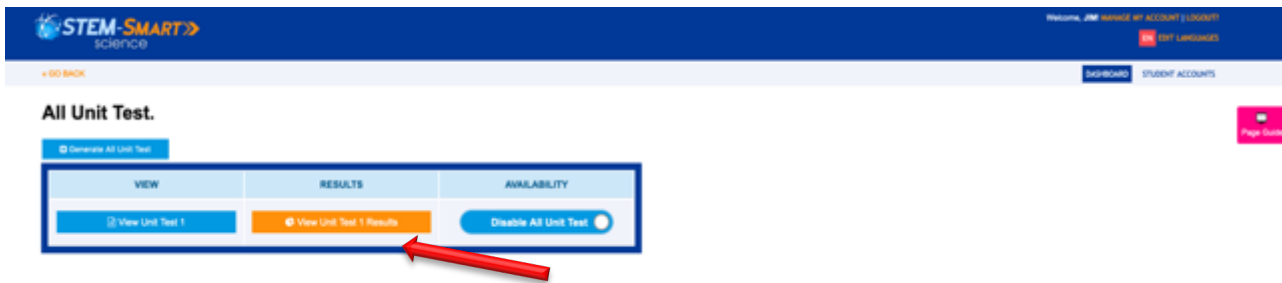 STEM-SMART
science
Welcome, JIM MANAGE MY ACCOUNT | LOGOUT!
EN EDIT LANGUAGES
« GO BACK
DASHBOARD STUDENT ACCOUNTS
All Unit Test.
Page Guide
Generate All Unit Test
VIEW RESULTS AVAILABILITY
View Unit Test 1 View Unit Test 1 Results Disable All Unit Test